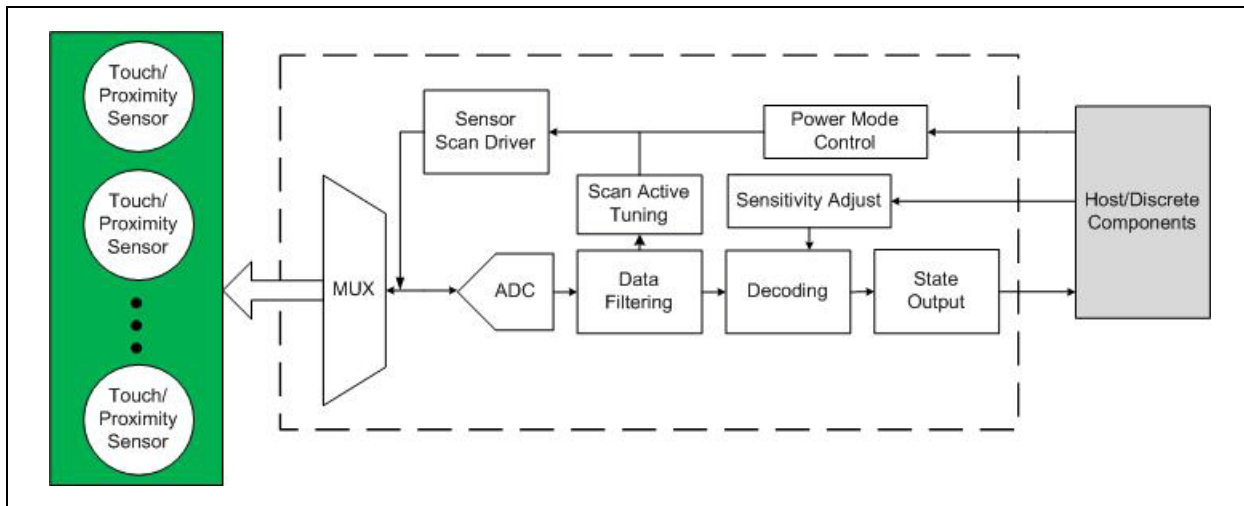 Touch/
Proximity
Sensor
Touch/
Proximity
Sensor
Touch/
Proximity
Sensor
Sensor
Scan Driver
Power Mode
Control
Scan Active
Tuning
Sensitivity Adjust
MUX
ADC
Data
Filtering
Decoding
State
Output
Host/Discrete
Components